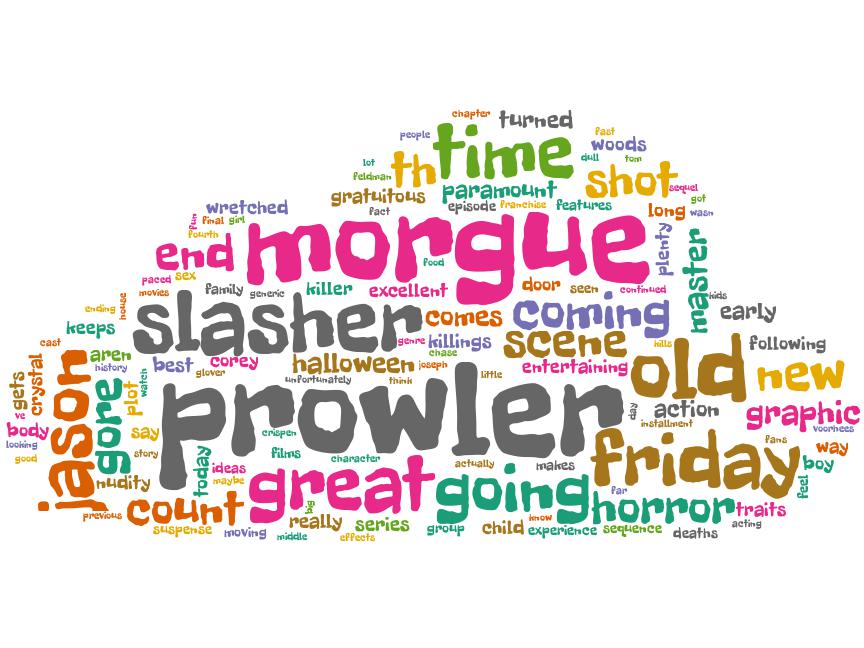 chapter
turned
people
time
fast
woods
lot
th
dull
tom
feldman
shot
sequel
gratuitous
paramount
got
wretched
fact
episode
franchise
features
long
wasn
fun
final
girl
fourth
end
morgue
plenty
master
food
paced
sex
door
seen
continued
movies
family
generic
killer
excellent
kids
ending
house
slasher
comes
coming
early
keeps
genre
killings
scene
hills
following
cast
aren
chase
history
best
corey
halloween
joseph
entertaining
old
new
gets
crystal
jason
gore
plot
watch
glover
unfortunately
think
little
ve
prowler
day
action
graphic
installment
body
say
voorhees
looking
crispen
friday
fans
good
story
films
way
today
ideas
character
actually
makes
boy
feel
nudity
maybe
great
going
far
horror
traits
previous
count
big
really
series
group
child
know
experience
sequence
acting
suspense
moving
middle
effects
deaths